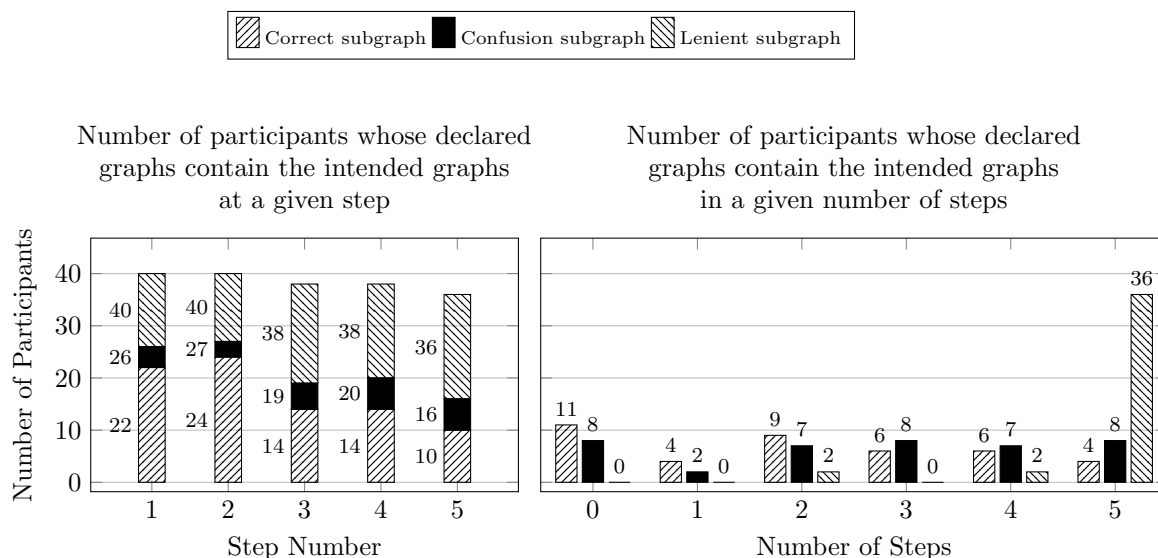 Correct subgraph Confusion subgraph Lenient subgraph
Number of participants whose declared
graphs contain the intended graphs
at a given step
Number of participants whose declared
graphs contain the intended graphs
in a given number of steps
Number of Participants
40
30
20
10
0
40
26
22
40
27
24
38
19
14
38
20
14
36
16
10
1 2 3 4 5
Step Number
11 8 0
4 2 0
9 7 2
6 8 0
6 7 2
4 8 36
0 1 2 3 4 5
Number of Steps